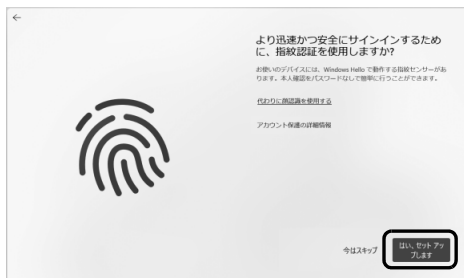 より迅速かつ安全にサインインするため
に、指紋認証を使用しますか?
お使いのデバイスには、Windows Hello で動作する指紋センサーがあ
ります。本人確認をパスワードなしで簡単に行うことができます。
代わりに顔認識を使用する
アカウント保護の詳細情報
今はスキップ
はい、セット アッ
プします